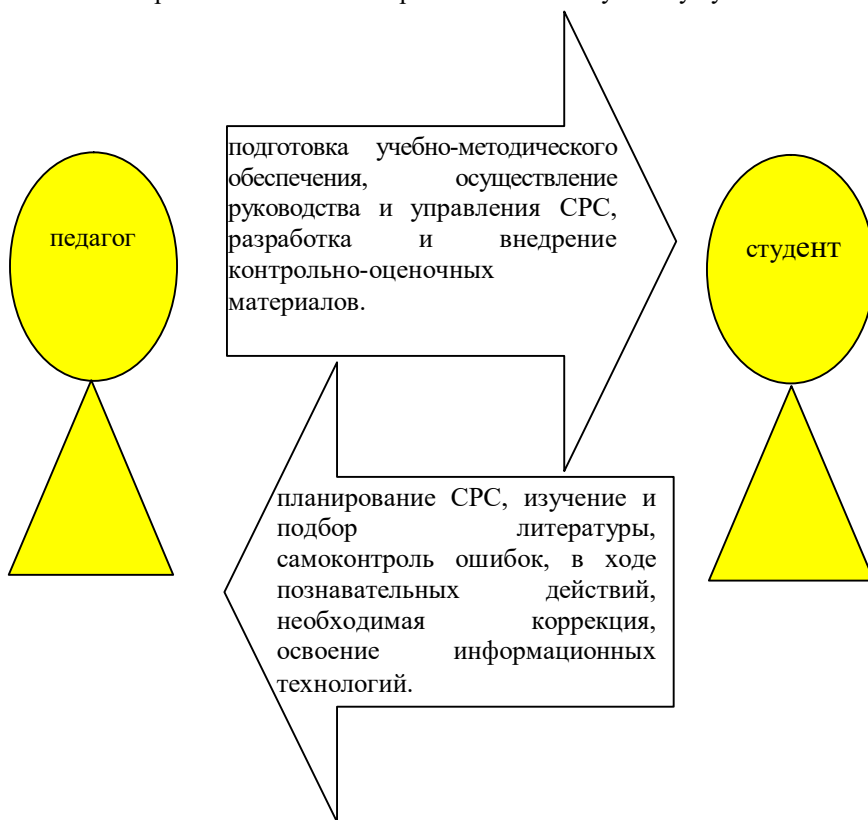 педагог
подготовка учебно-методического
обеспечения, осуществление
руководства и управления СРС,
разработка и внедрение
контрольно-оценочных
материалов.
студент
планирование СРС, изучение и
подбор литературы,
самоконтроль ошибок, в ходе
познавательных действий,
необходимая коррекция,
освоение информационных
технологий.